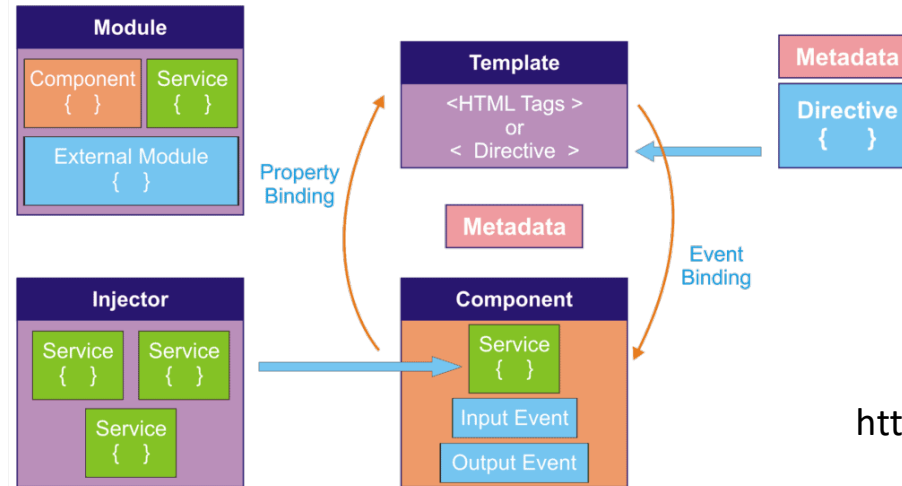 Module
Component
{ }
Service
{ }
External Module
{ }
Template
<HTML Tags >
or
< Directive >
Metadata
Directive
{ }
Property
Binding
Metadata
Event
Binding
Injector
Service
{ }
Service
{ }
Service
{ }
Component
Service
{ }
Input Event
Output Event
htt